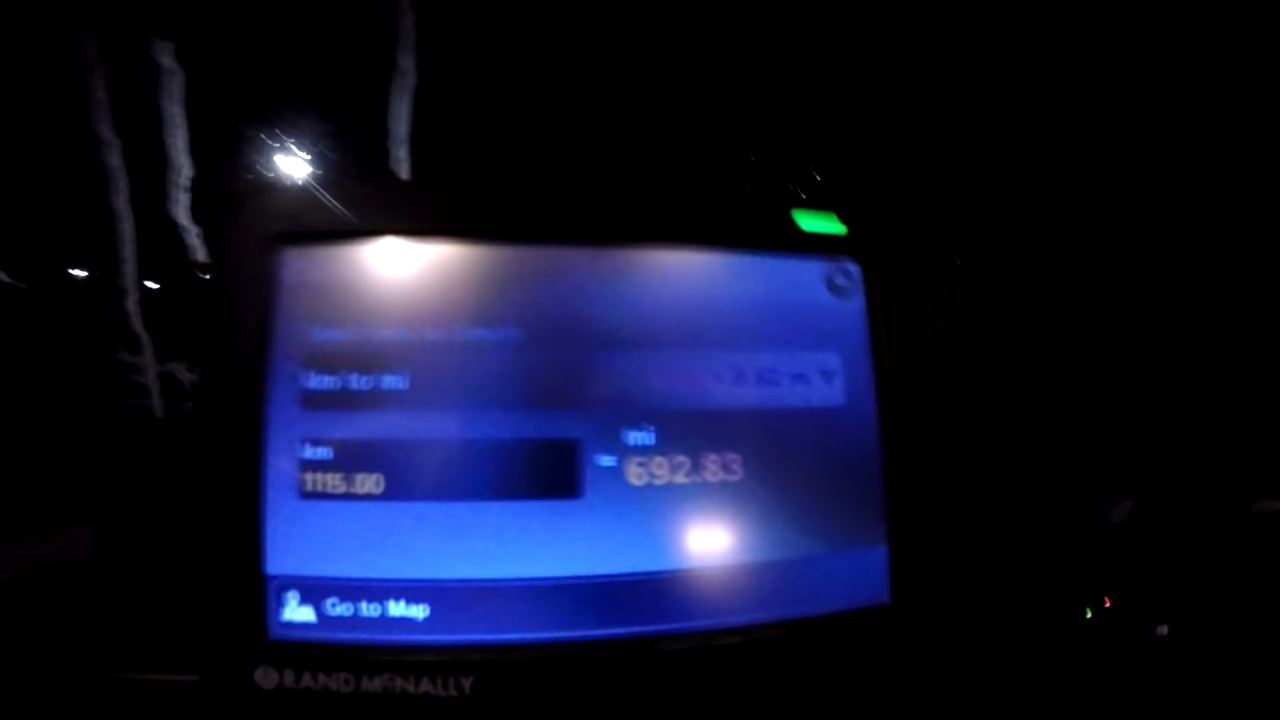 km to mi
km
1115.00
=
mi
692.83
Go to Map
RAND MCNALLY